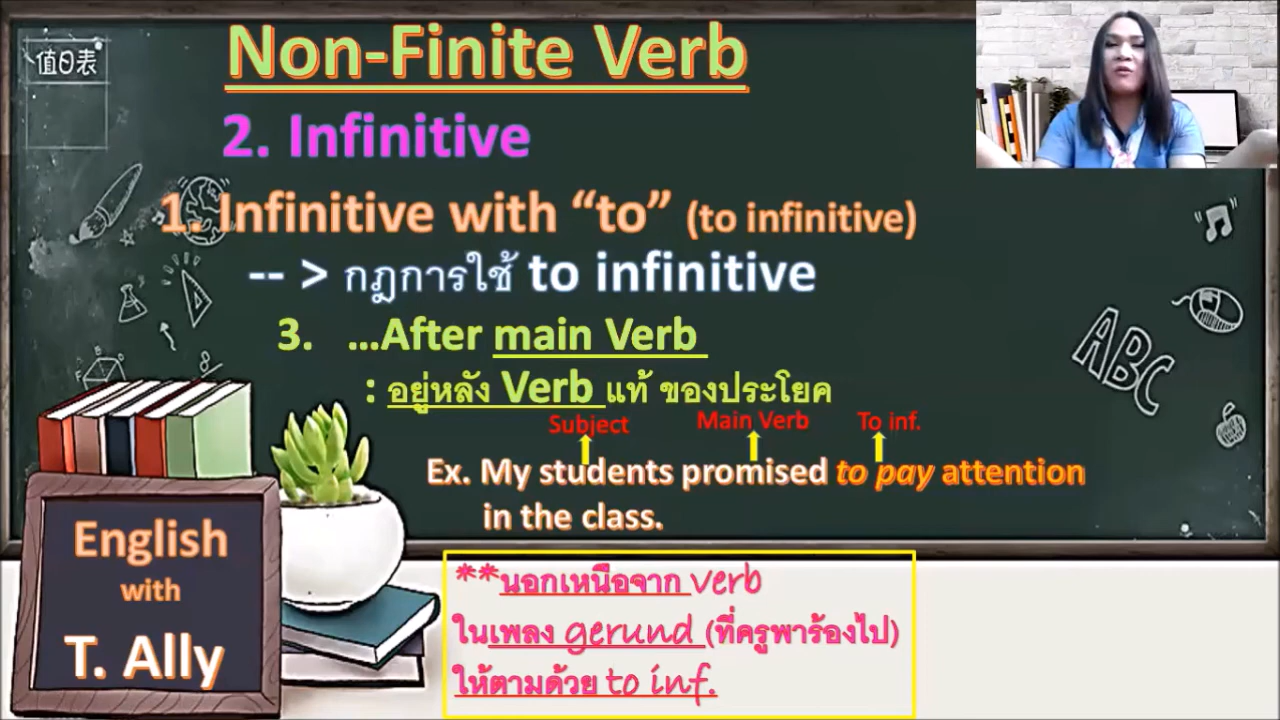 值日表
Non-Finite Verb
2. Infinitive
1. Infinitive with “to” (to infinitive)
-- > กฎการใช้ to infinitive
3. ...After main Verb
: อยู่หลัง Verb แท้ ของประโยค
Subject Main Verb To inf.
Ex. My students promised to pay attention
in the class.
ABC
English
with
T. Ally
**นอกเหนือจาก verb
ในเพลง gerund (ที่ครูพาร้องไป)
ให้ตามด้วย to inf.